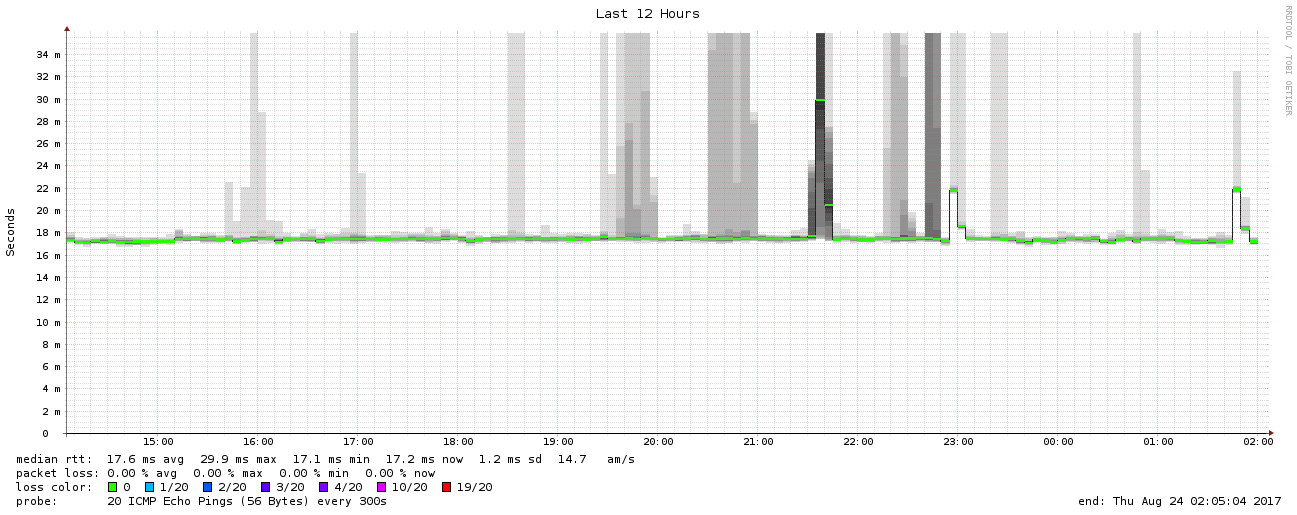 Last 12 Hours
RRDTOOL / TOBI OETIKER
Seconds
34 m
32 m
30 m
28 m
26 m
24 m
22 m
20 m
18 m
16 m
14 m
12 m
10 m
8 m
6 m
4 m
2 m
0
15:00 16:00 17:00 18:00 19:00 20:00 21:00 22:00 23:00 00:00 01:00 02:00
median rtt: 17.6 ms avg 29.9 ms max 17.1 ms min 17.2 ms now 1.2 ms sd 14.7 am/s
packet loss: 0.00 % avg 0.00 % max 0.00 % min 0.00 % now
loss color: 0 1/20 2/20 3/20 4/20 10/20 19/20
probe: 20 ICMP Echo Pings (56 Bytes) every 300s end: Thu Aug 24 02:05:04 2017